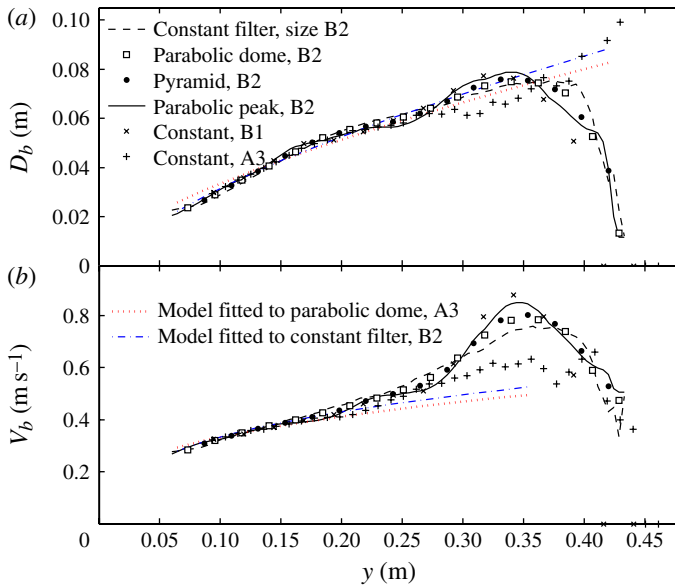 (a)
0.10
0.08
0.06
0.04
0.02
0
D_b (m)
Constant filter, size B2
Parabolic dome, B2
Pyramid, B2
Parabolic peak, B2
Constant, B1
Constant, A3
(b)
0.8
0.6
0.4
0.2
0
V_b (m s⁻¹)
Model fitted to parabolic dome, A3
Model fitted to constant filter, B2
0.05 0.10 0.15 0.20 0.25 0.30 0.35 0.40 0.45
y (m)